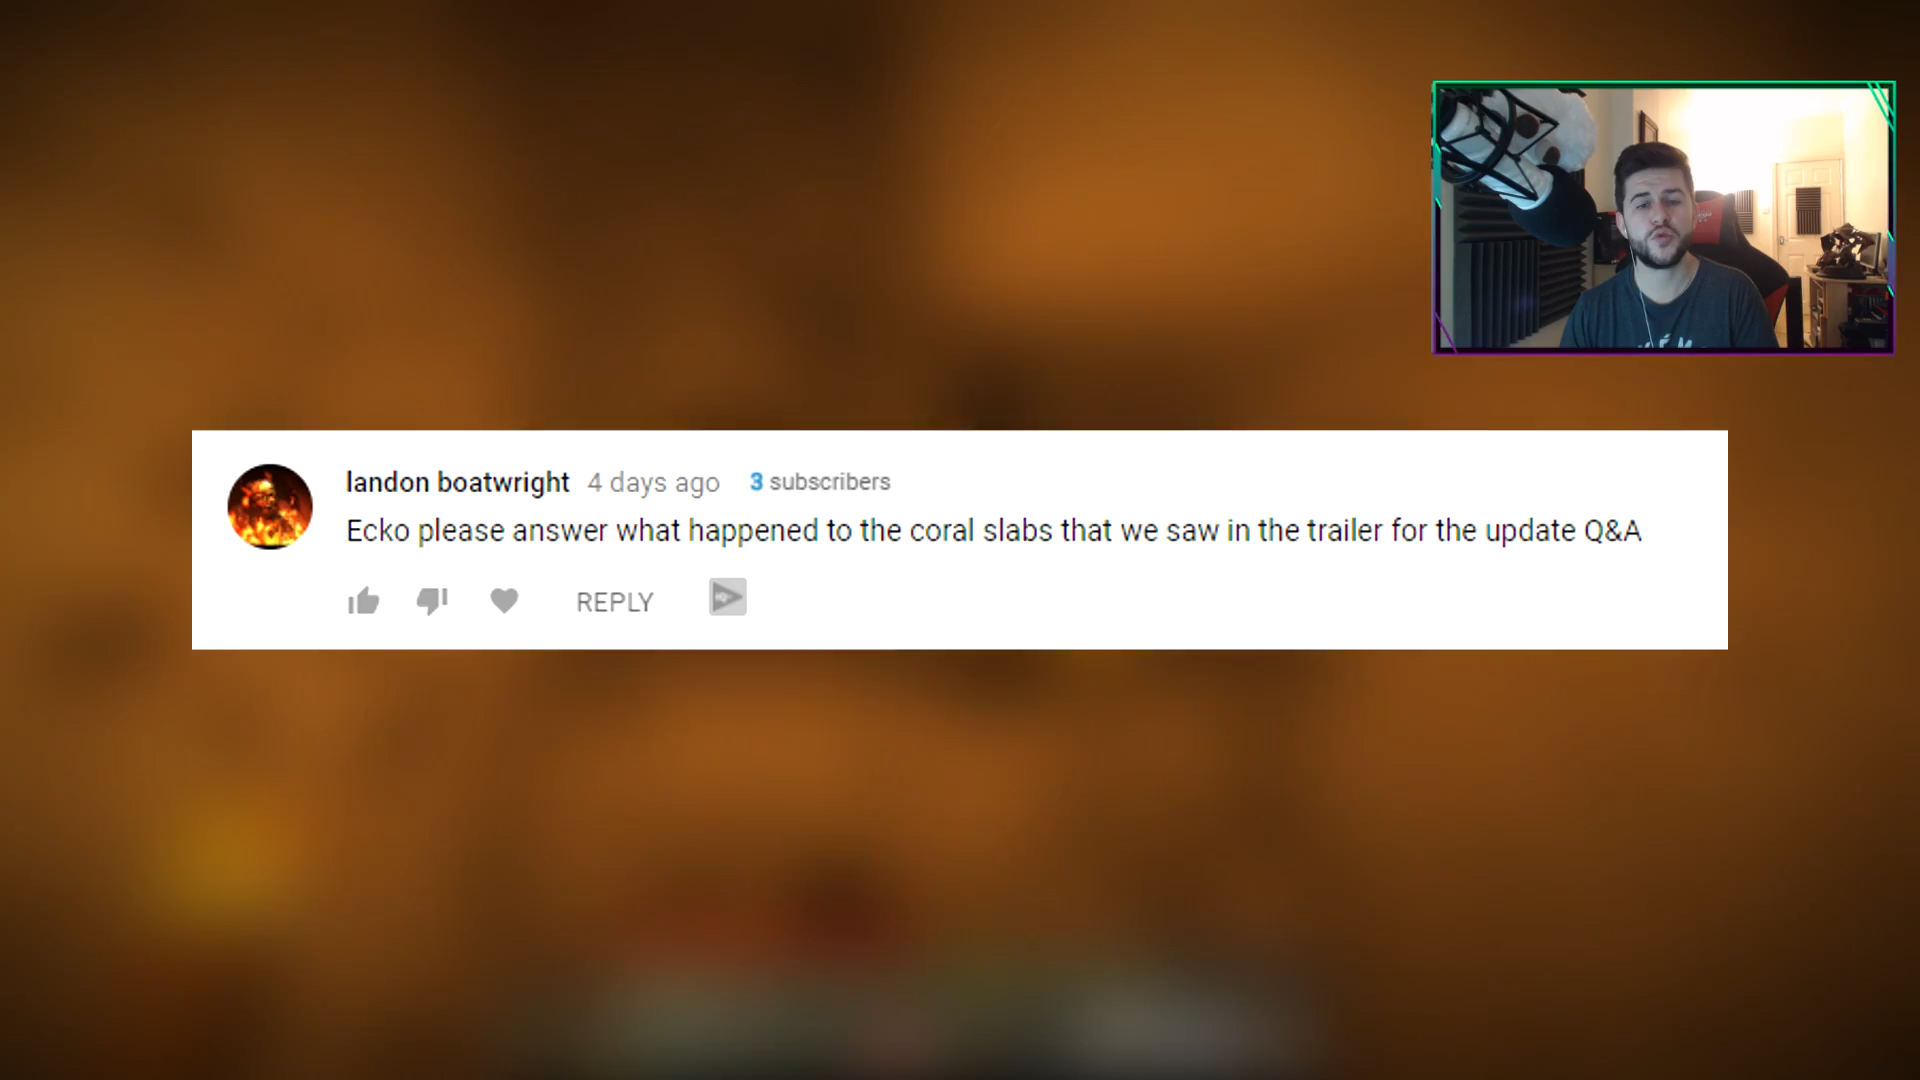 landon boatwright 4 days ago 3 subscribers
Ecko please answer what happened to the coral slabs that we saw in the trailer for the update Q&A
REPLY